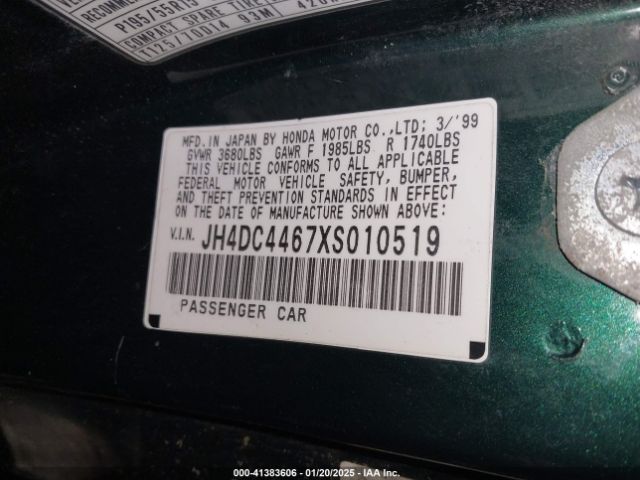 P195/55R15
COMPACT SPARE TIRE
T125/70D14 93M
MFD.IN JAPAN BY HONDA MOTOR CO.,LTD; 3/'99
GVWR 3680LBS GAWR F 1985LBS R 1740LBS
THIS VEHICLE CONFORMS TO ALL APPLICABLE
FEDERAL MOTOR VEHICLE SAFETY, BUMPER,
AND THEFT PREVENTION STANDARDS IN EFFECT
ON THE DATE OF MANUFACTURE SHOWN ABOVE:
V.I.N. JH4DC4467XS010519
PASSENGER CAR
000-41383606 — 01/20/2025 — IAA Inc.